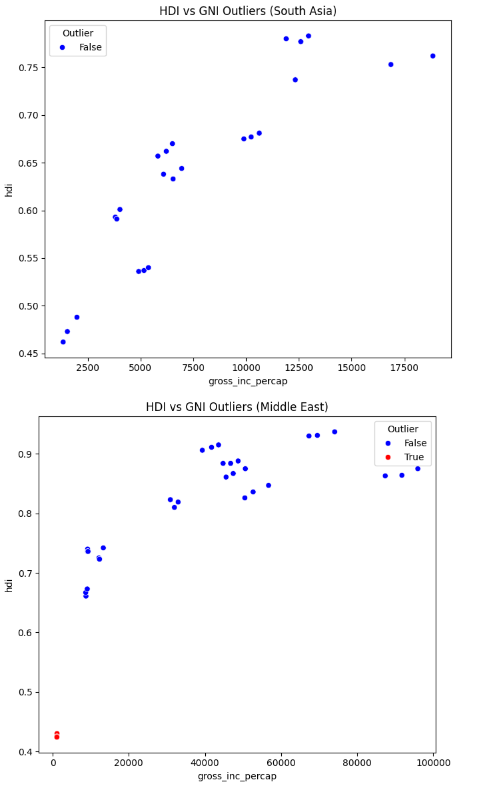 HDI vs GNI Outliers (South Asia)
Outlier
False
hdi
0.75
0.70
0.65
0.60
0.55
0.50
0.45
2500 5000 7500 10000 12500 15000 17500
gross_inc_percap
HDI vs GNI Outliers (Middle East)
Outlier
False
True
hdi
0.9
0.8
0.7
0.6
0.5
0.4
0 20000 40000 60000 80000 100000
gross_inc_percap